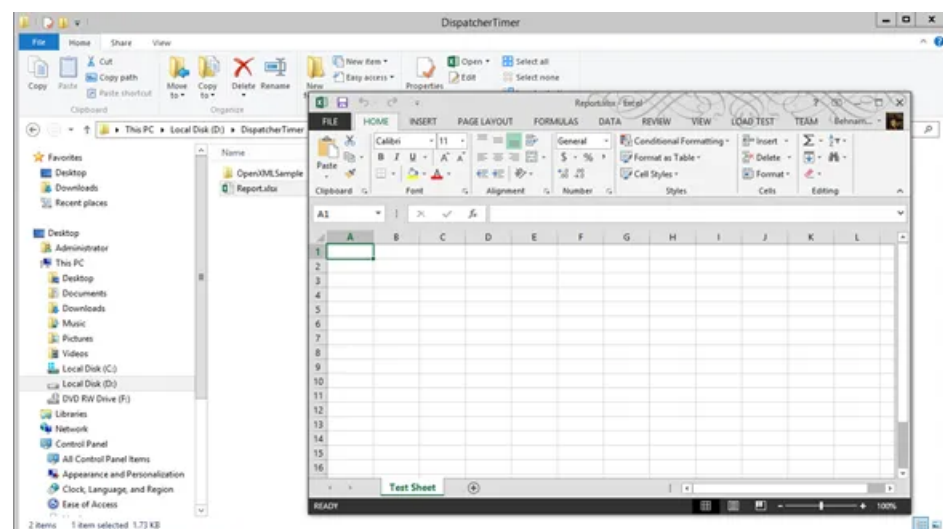 DispatcherTimer
File Home Share View
Copy
Paste
Cut
Copy path
Paste shortcut
Move to
Copy to
Delete
Rename
New
New item
Easy access
Properties
Open
Edit
Select all
Select none
Clipboard
Organize
This PC Local Disk (D:) DispatcherTimer
Favorites
Desktop
Downloads
Recent places
Desktop
Administrator
This PC
Desktop
Documents
Downloads
Music
Pictures
Videos
Local Disk (C:)
Local Disk (D:)
DVD RW Drive (F:)
Libraries
Network
Control Panel
All Control Panel Items
Appearance and Personalization
Clock, Language, and Region
Ease of Access
2 items 1 item selected 1.73 KB
Name
OpenXMLSample
Report.xlsx
Report.xlsx - Excel
FILE HOME INSERT PAGE LAYOUT FORMULAS DATA REVIEW VIEW LOAD TEST TEAM Behnam...
Paste
Calibri 11
B I U A A
General
$ %
Conditional Formatting
Format as Table
Cell Styles
Insert
Delete
Format
Clipboard Font Alignment Number Styles Cells Editing
A1 fx
A B C D E F G H I J K L
1
2
3
4
5
6
7
8
9
10
11
12
13
14
15
16
Test Sheet
READY 100%